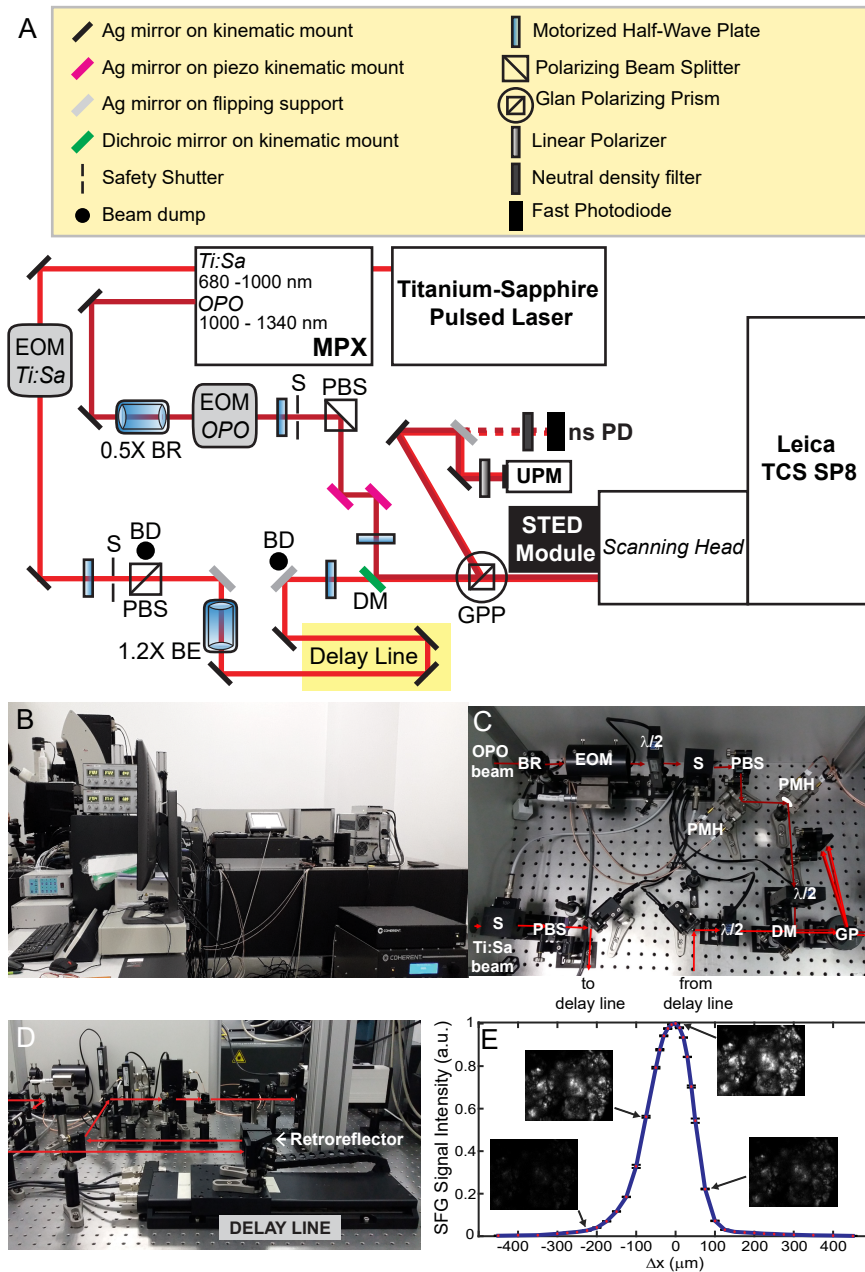 A
Ag mirror on kinematic mount
Ag mirror on piezo kinematic mount
Ag mirror on flipping support
Dichroic mirror on kinematic mount
Safety Shutter
Beam dump
Motorized Half-Wave Plate
Polarizing Beam Splitter
Glan Polarizing Prism
Linear Polarizer
Neutral density filter
Fast Photodiode
Ti:Sa
680 -1000 nm
OPO
1000 - 1340 nm
MPX
Titanium-Sapphire
Pulsed Laser
EOM
Ti:Sa
0.5X BR
EOM
OPO
S
PBS
ns PD
UPM
Leica
TCS SP8
STED
Module
Scanning Head
S
BD
PBS
1.2X BE
BD
DM
GPP
Delay Line
B
COHERENT
COHERENT
C
OPO
beam
BR
EOM
λ/2
S
PBS
PMH
PMH
λ/2
S
PBS
λ/2
DM
GP
Ti:Sa
beam
to
delay line
from
delay line
D
Retroreflector
DELAY LINE
E
SFG Signal Intensity (a.u.)
1
0.8
0.6
0.4
0.2
0
-400 -300 -200 -100 0 100 200 300 400
Δx (μm)